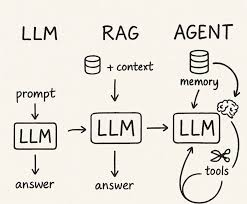 LLM
prompt
LLM
answer
RAG
+ context
LLM
answer
AGENT
memory
LLM
tools